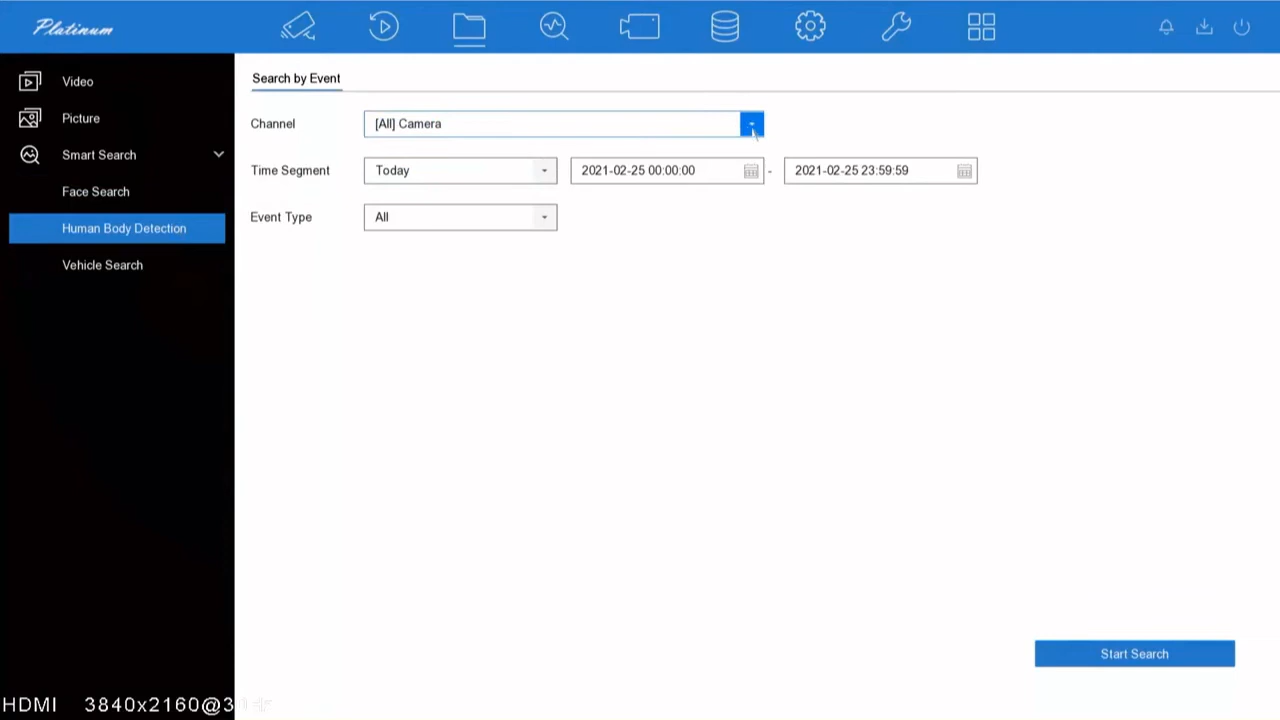 Platinum
Video
Picture
Smart Search
Face Search
Human Body Detection
Vehicle Search
Search by Event
Channel
[All] Camera
Time Segment
Today
2021-02-25 00:00:00
-
2021-02-25 23:59:59
Event Type
All
Start Search
HDMI 3840x2160@30Hz